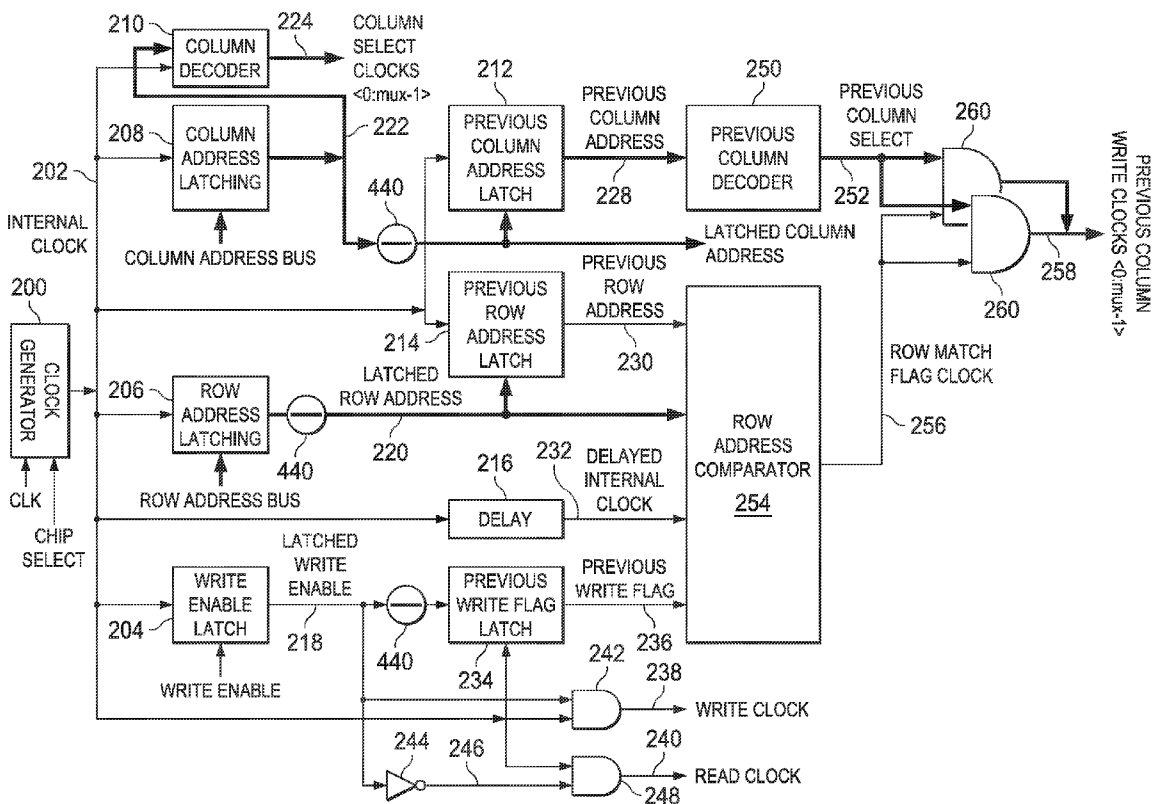 210
COLUMN
DECODER
224
COLUMN
SELECT
CLOCKS
<0:mux-1>
222
208
COLUMN
ADDRESS
LATCHING
202
INTERNAL
CLOCK
COLUMN ADDRESS BUS
440
212
PREVIOUS
COLUMN
ADDRESS
LATCH
PREVIOUS
COLUMN
ADDRESS
228
250
PREVIOUS
COLUMN
DECODER
PREVIOUS
COLUMN
SELECT
252
260
260
258
PREVIOUS COLUMN
WRITE CLOCKS <0:mux-1>
LATCHED COLUMN
ADDRESS
200
CLOCK
GENERATOR
CLK
CHIP
SELECT
214
PREVIOUS
ROW
ADDRESS
LATCH
PREVIOUS
ROW
ADDRESS
230
206
ROW
ADDRESS
LATCHING
440
LATCHED
ROW ADDRESS
220
ROW ADDRESS BUS
ROW MATCH
FLAG CLOCK
256
ROW
ADDRESS
COMPARATOR
254
216
DELAY
232
DELAYED
INTERNAL
CLOCK
204
WRITE
ENABLE
LATCH
LATCHED
WRITE
ENABLE
218
WRITE ENABLE
440
PREVIOUS
WRITE FLAG
LATCH
234
PREVIOUS
WRITE FLAG
236
242
238
WRITE CLOCK
244
246
240
READ CLOCK
248